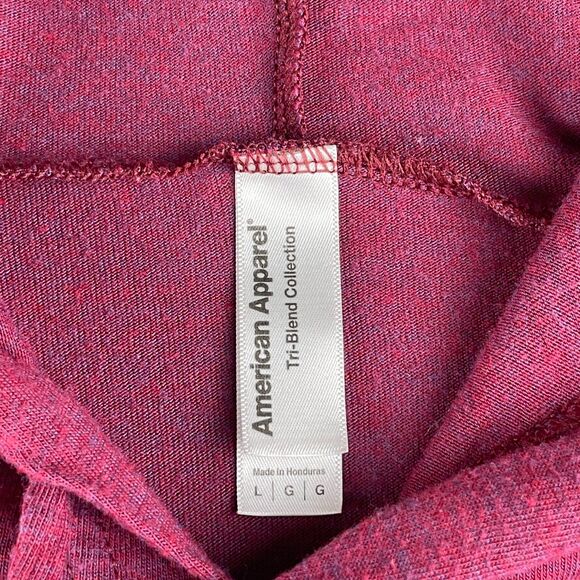 American Apparel®
Tri-Blend Collection
Made in Honduras
L | G | G